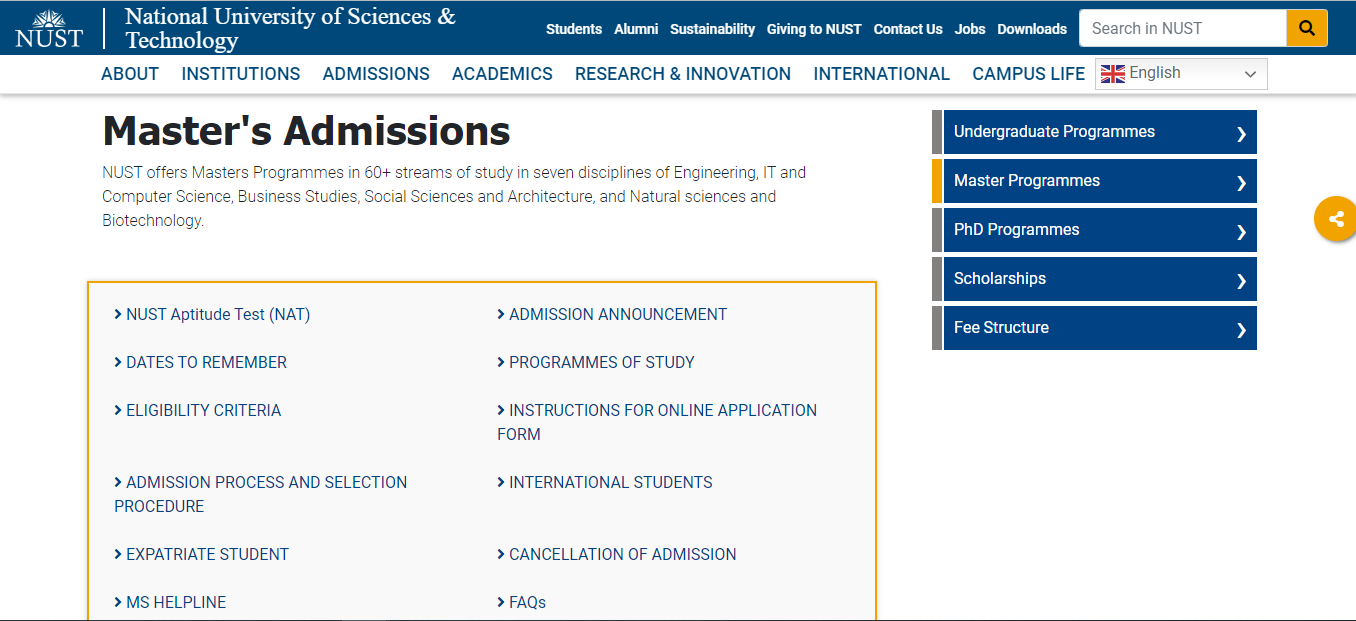 NUST
National University of Sciences &
Technology
Students Alumni Sustainability Giving to NUST Contact Us Jobs Downloads
Search in NUST
ABOUT INSTITUTIONS ADMISSIONS ACADEMICS RESEARCH & INNOVATION INTERNATIONAL CAMPUS LIFE
English
Master's Admissions
NUST offers Masters Programmes in 60+ streams of study in seven disciplines of Engineering, IT and
Computer Science, Business Studies, Social Sciences and Architecture, and Natural sciences and
Biotechnology.
NUST Aptitude Test (NAT)
ADMISSION ANNOUNCEMENT
DATES TO REMEMBER
PROGRAMMES OF STUDY
ELIGIBILITY CRITERIA
INSTRUCTIONS FOR ONLINE APPLICATION
FORM
ADMISSION PROCESS AND SELECTION
PROCEDURE
INTERNATIONAL STUDENTS
EXPATRIATE STUDENT
CANCELLATION OF ADMISSION
MS HELPLINE
FAQs
Undergraduate Programmes
Master Programmes
PhD Programmes
Scholarships
Fee Structure